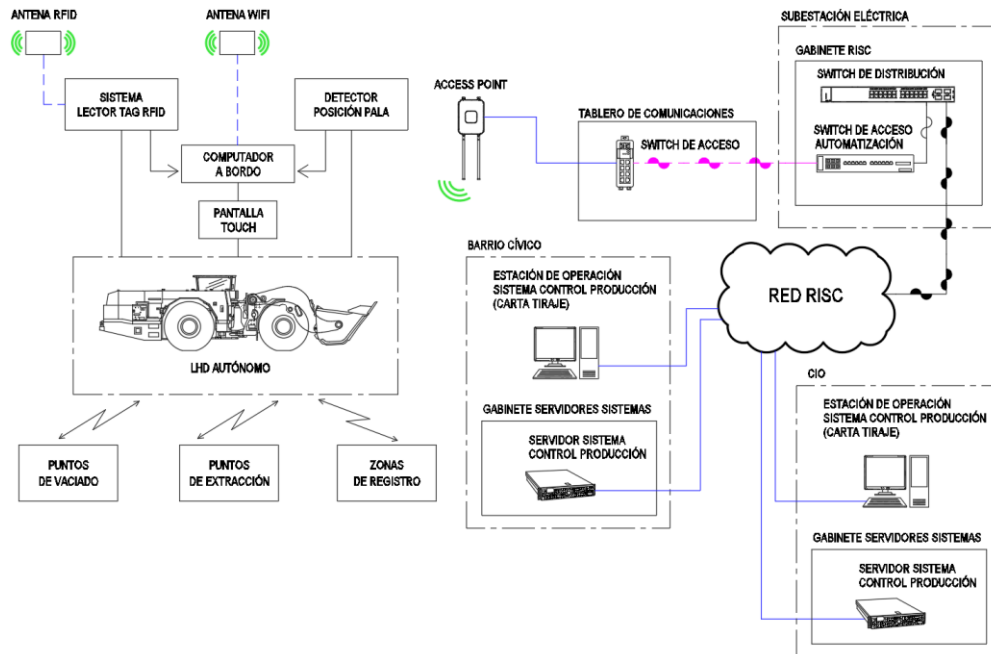 ANTENA RFID
ANTENA WIFI
SISTEMA
LECTOR TAG RFID
DETECTOR
POSICIÓN PALA
COMPUTADOR
A BORDO
PANTALLA
TOUCH
LHD AUTÓNOMO
PUNTOS
DE VACIADO
PUNTOS
DE EXTRACCIÓN
ZONAS
DE REGISTRO
ACCESS POINT
TABLERO DE COMUNICACIONES
SWITCH DE ACCESO
SUBESTACIÓN ELÉCTRICA
GABINETE RISC
SWITCH DE DISTRIBUCIÓN
SWITCH DE ACCESO
AUTOMATIZACIÓN
BARRIO CÍVICO
ESTACIÓN DE OPERACIÓN
SISTEMA CONTROL PRODUCCIÓN
(CARTA TIRAJE)
GABINETE SERVIDORES SISTEMAS
SERVIDOR SISTEMA
CONTROL PRODUCCIÓN
RED RISC
CIO
ESTACIÓN DE OPERACIÓN
SISTEMA CONTROL PRODUCCIÓN
(CARTA TIRAJE)
GABINETE SERVIDORES SISTEMAS
SERVIDOR SISTEMA
CONTROL PRODUCCIÓN